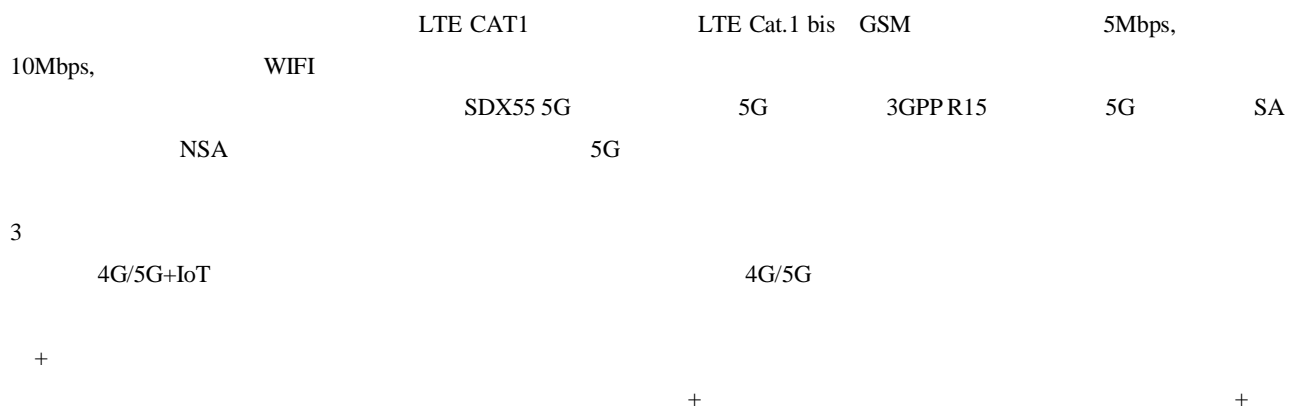 LTE CAT1 LTE Cat.1 bis GSM 5Mbps,
10Mbps, WIFI
SDX55 5G 5G 3GPP R15 5G SA
NSA 5G
3
4G/5G+IoT 4G/5G
+
+ +